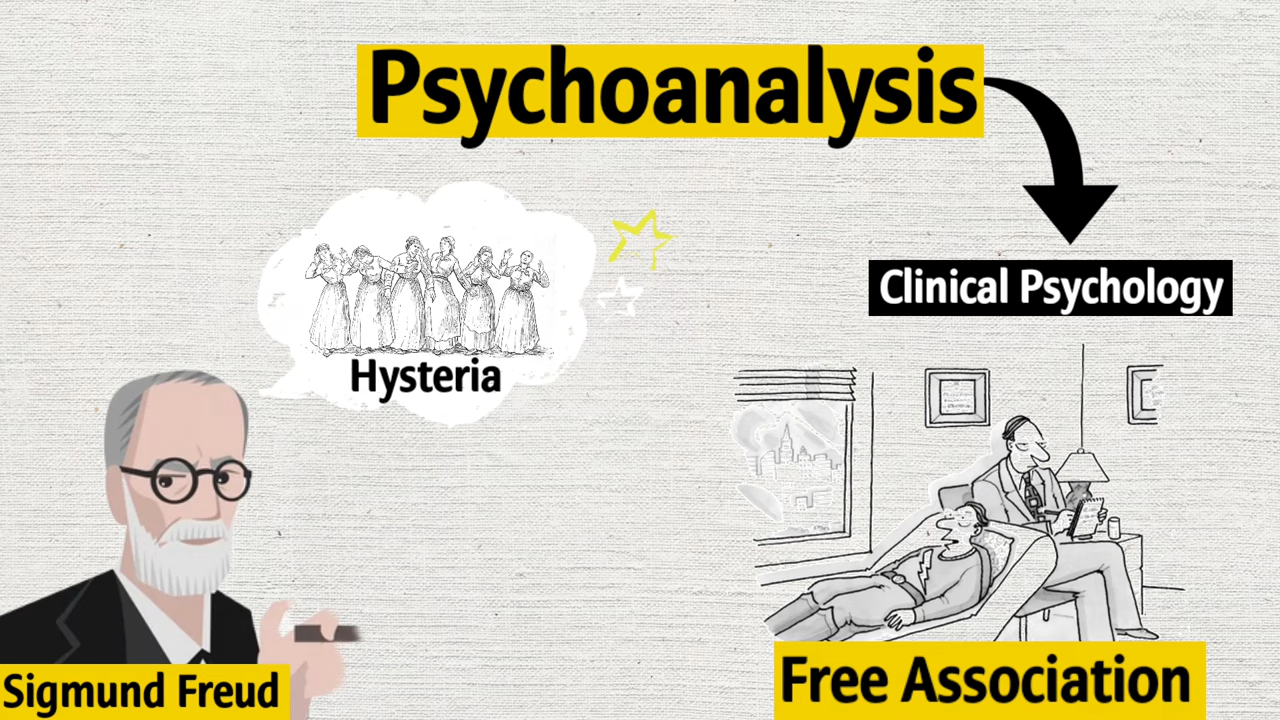 Psychoanalysis
Clinical Psychology
Hysteria
Sigmund Freud
Free Association